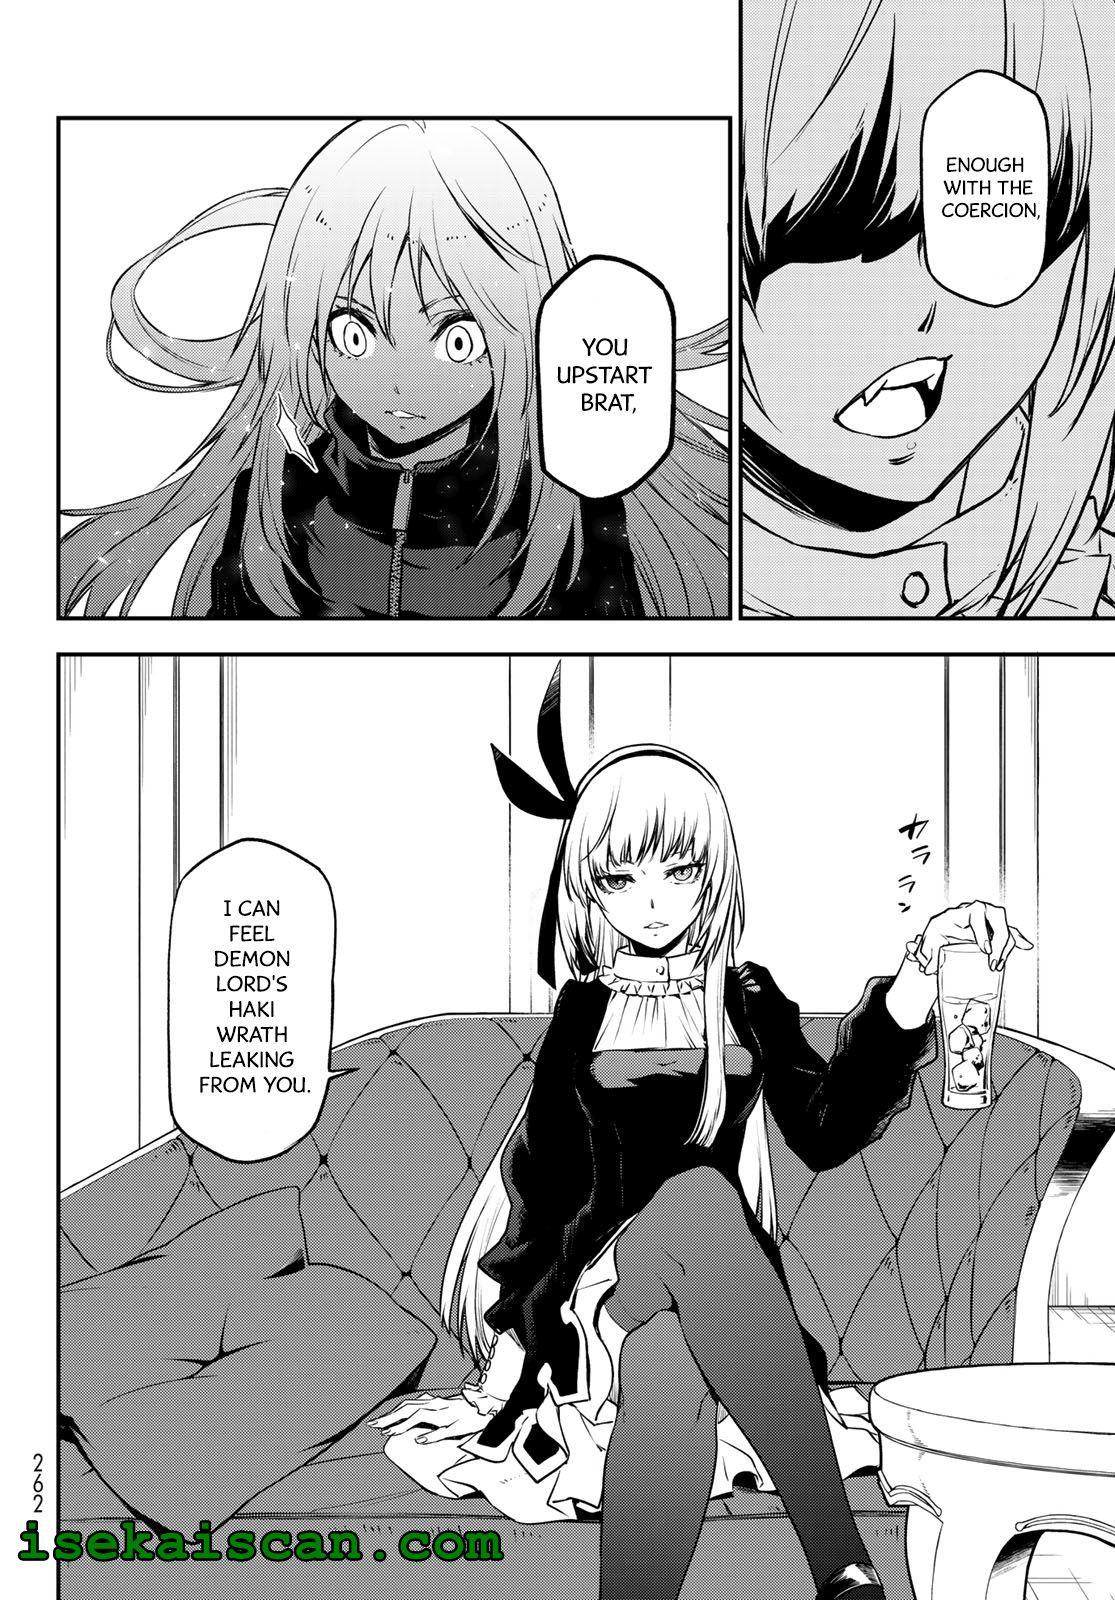 ENOUGH
WITH THE
COERCION,
YOU
UPSTART
BRAT,
カララン
I CAN
FEEL
DEMON
LORD'S
HAKI
WRATH
LEAKING
FROM YOU.
262
isekaiscan.com